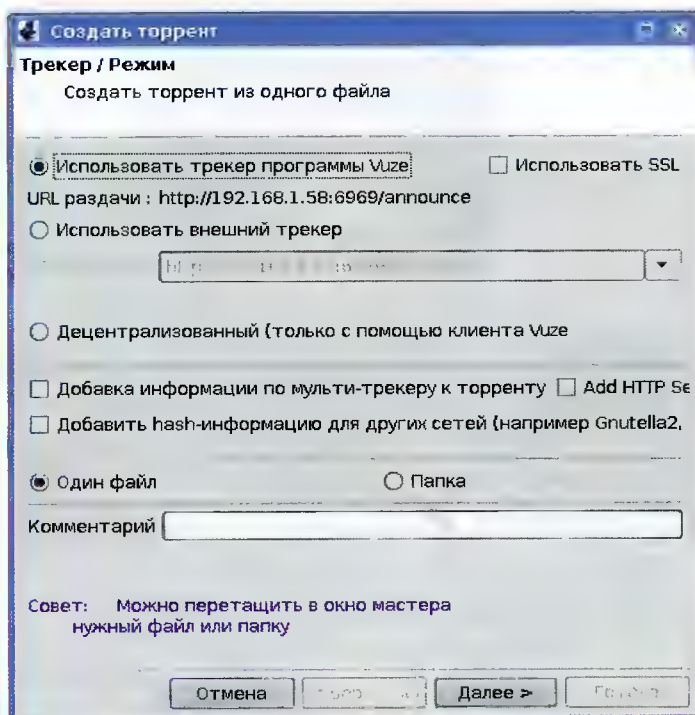 Создать торрент
Трекер / Режим
Создать торрент из одного файла
Использовать трекер программы Vuze Использовать SSL
URL раздачи : http://192.168.1.58:6969/announce
Использовать внешний трекер
Децентрализованный (только с помощью клиента Vuze
Добавка информации по мульти-трекеру к торренту Add HTTP Se
Добавить hash-информацию для других сетей (например Gnutella2,
Один файл Папка
Комментарий
Совет: Можно перетащить в окно мастера
нужный файл или папку
Отмена Далее >